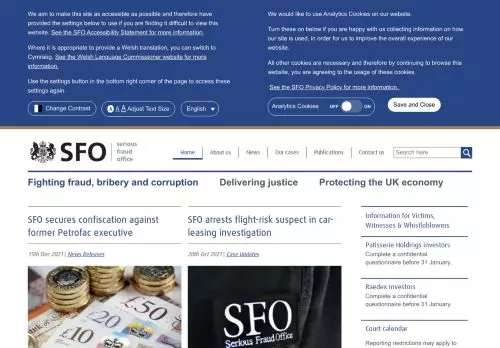 We aim to make this site as accessible as possible and therefore have
provided the settings below to use if you are finding it difficult to view this
website. See the SFO Accessibility Statement for more information.
Where it is appropriate to provide a Welsh translation, you can switch to
Cymraeg. See the Welsh Language Commissioner website for more
information.
Use the settings button in the bottom right corner of the page to access these
settings again.
Change Contrast
A A A Adjust Text Size
English
We would like to use Analytics Cookies on our website.
Turn these on below if you are happy with us collecting information on how
our site is used, in order for us to improve the overall experience of our
website.
All other cookies are necessary and therefore by continuing to browse this
website, you are agreeing to the usage of these cookies.
See the SFO Privacy Policy for more information.
Analytics Cookies OFF ON
Save and Close
SFO serious fraud office
Home About us News Our cases Publications Contact us Search here
Fighting fraud, bribery and corruption Delivering justice Protecting the UK economy
SFO secures confiscation against
former Petrofac executive
15th Dec 2021 | News Releases
£50
£20
£10
SFO arrests flight-risk suspect in car-
leasing investigation
20th Oct 2021 | Case Updates
SFO
Serious Fraud Office
Information for Victims,
Witnesses & Whistleblowers
Patisserie Holdings investors
Complete a confidential
questionnaire before 31 January.
Raedex investors
Complete a confidential
questionnaire before 31 January.
Court calendar
Reporting restrictions may apply to